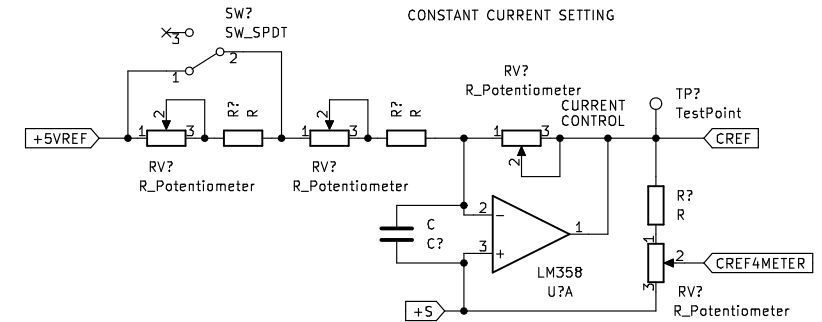 CONSTANT CURRENT SETTING
SW?
SW_SPDT
3
2
1
RV?
R_Potentiometer
TP?
TestPoint
CURRENT
CONTROL
+5VREF
1
2
3
R?
R
1
2
3
R?
R
1
2
3
CREF
RV?
R_Potentiometer
RV?
R_Potentiometer
R?
R
C
C?
2
−
3
+
1
LM358
U?A
1
2
3
CREF4METER
RV?
R_Potentiometer
+S